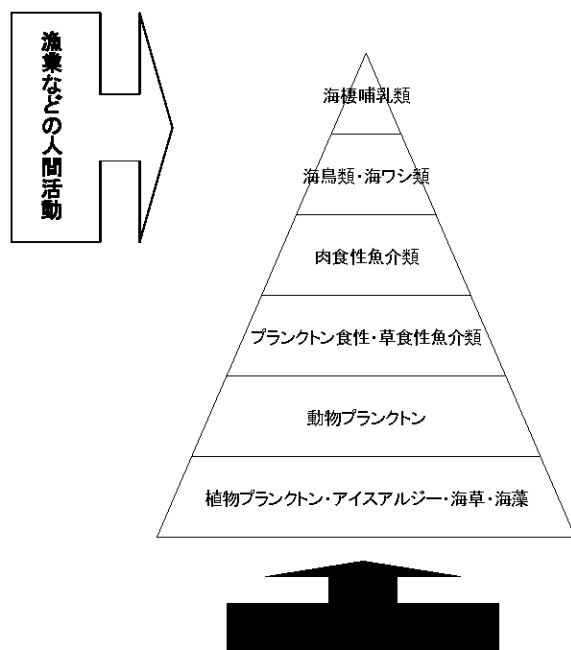 漁業などの人間活動
海棲哺乳類
海鳥類・海ワシ類
肉食性魚介類
プランクトン食性・草食性魚介類
動物プランクトン
植物プランクトン・アイスアルジー・海草・海藻